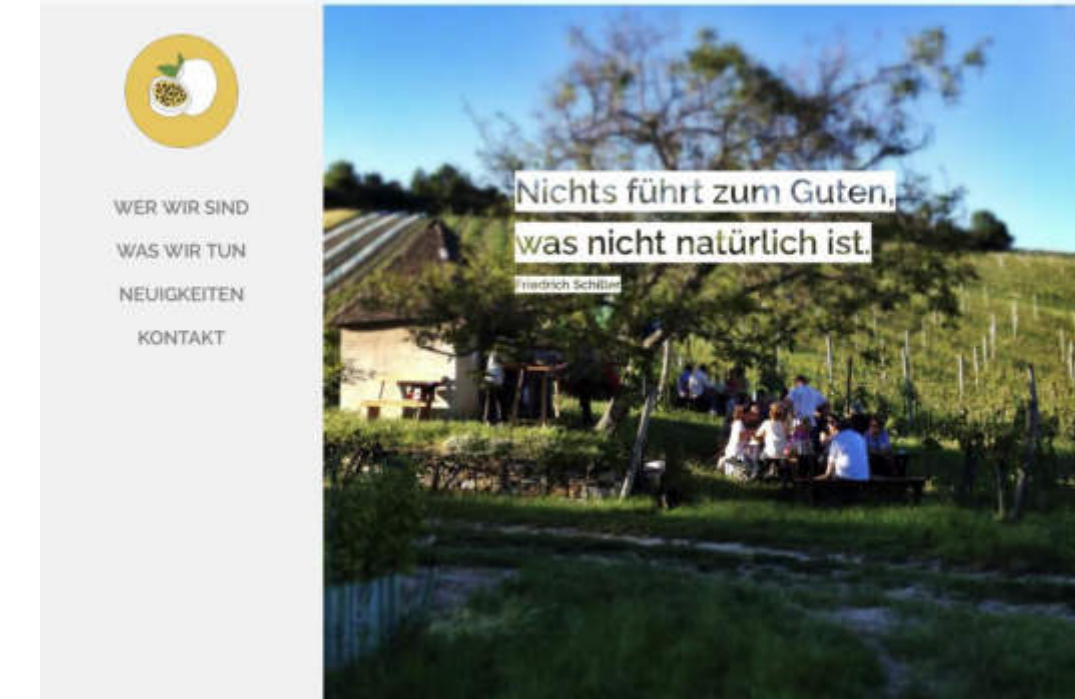 WER WIR SIND
WAS WIR TUN
NEUIGKEITEN
KONTAKT
Nichts führt zum Guten,
was nicht natürlich ist.
Friedrich Schiller